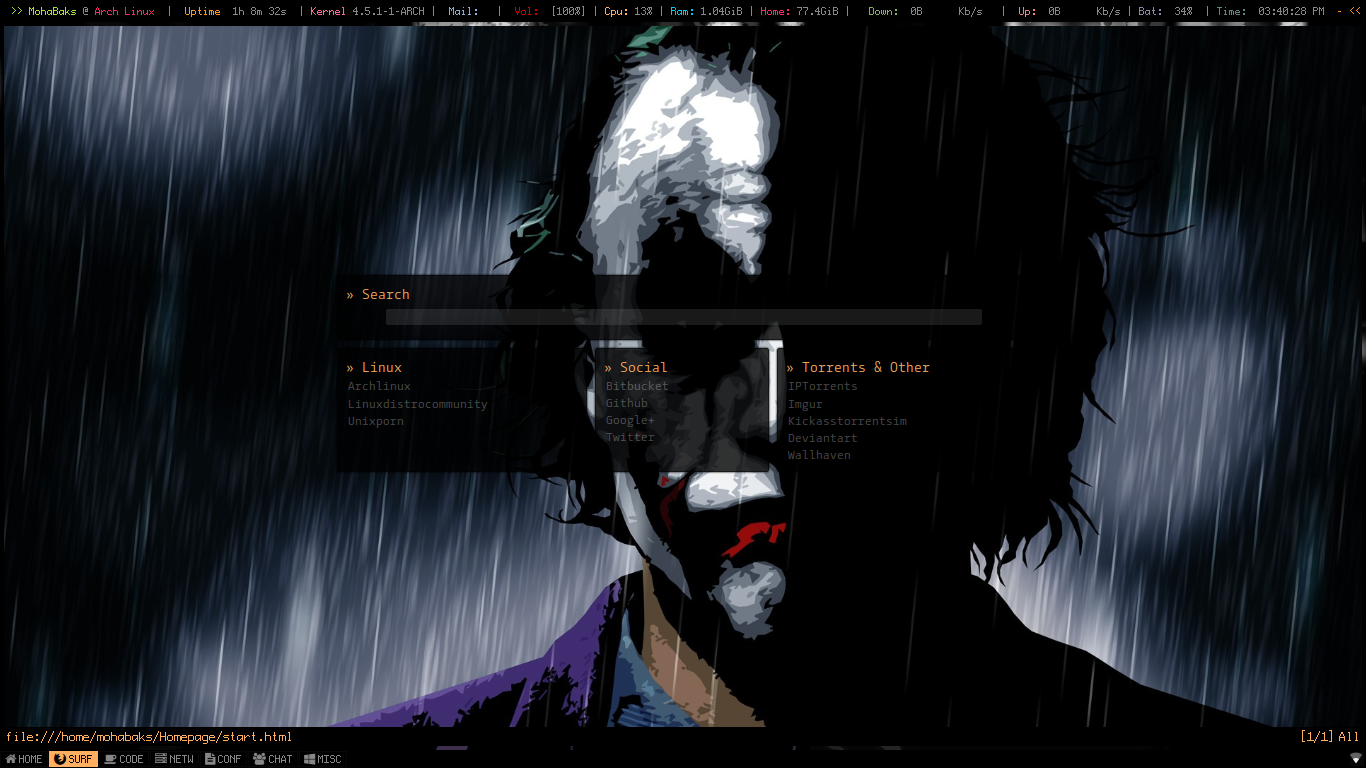 >> MohaBaks @ Arch Linux | Uptime 1h 8m 32s | Kernel 4.5.1-1-ARCH | Mail: | Vol: [100%] | Cpu: 13% | Ram: 1.04GiB | Home: 77.4GiB | Down: 0B Kb/s | Up: 0B Kb/s | Bat: 34% | Time: 03:40:28 PM - <<
» Search
» Linux
Archlinux
Linuxdistrocommunity
Unixporn
» Social
Bitbucket
Github
Google+
Twitter
» Torrents & Other
IPTorrents
Imgur
Kickasstorrentsim
Deviantart
Wallhaven
file:///home/mohabaks/Homepage/start.html [1/1] All
HOME SURF CODE NETW CONF CHAT MISC